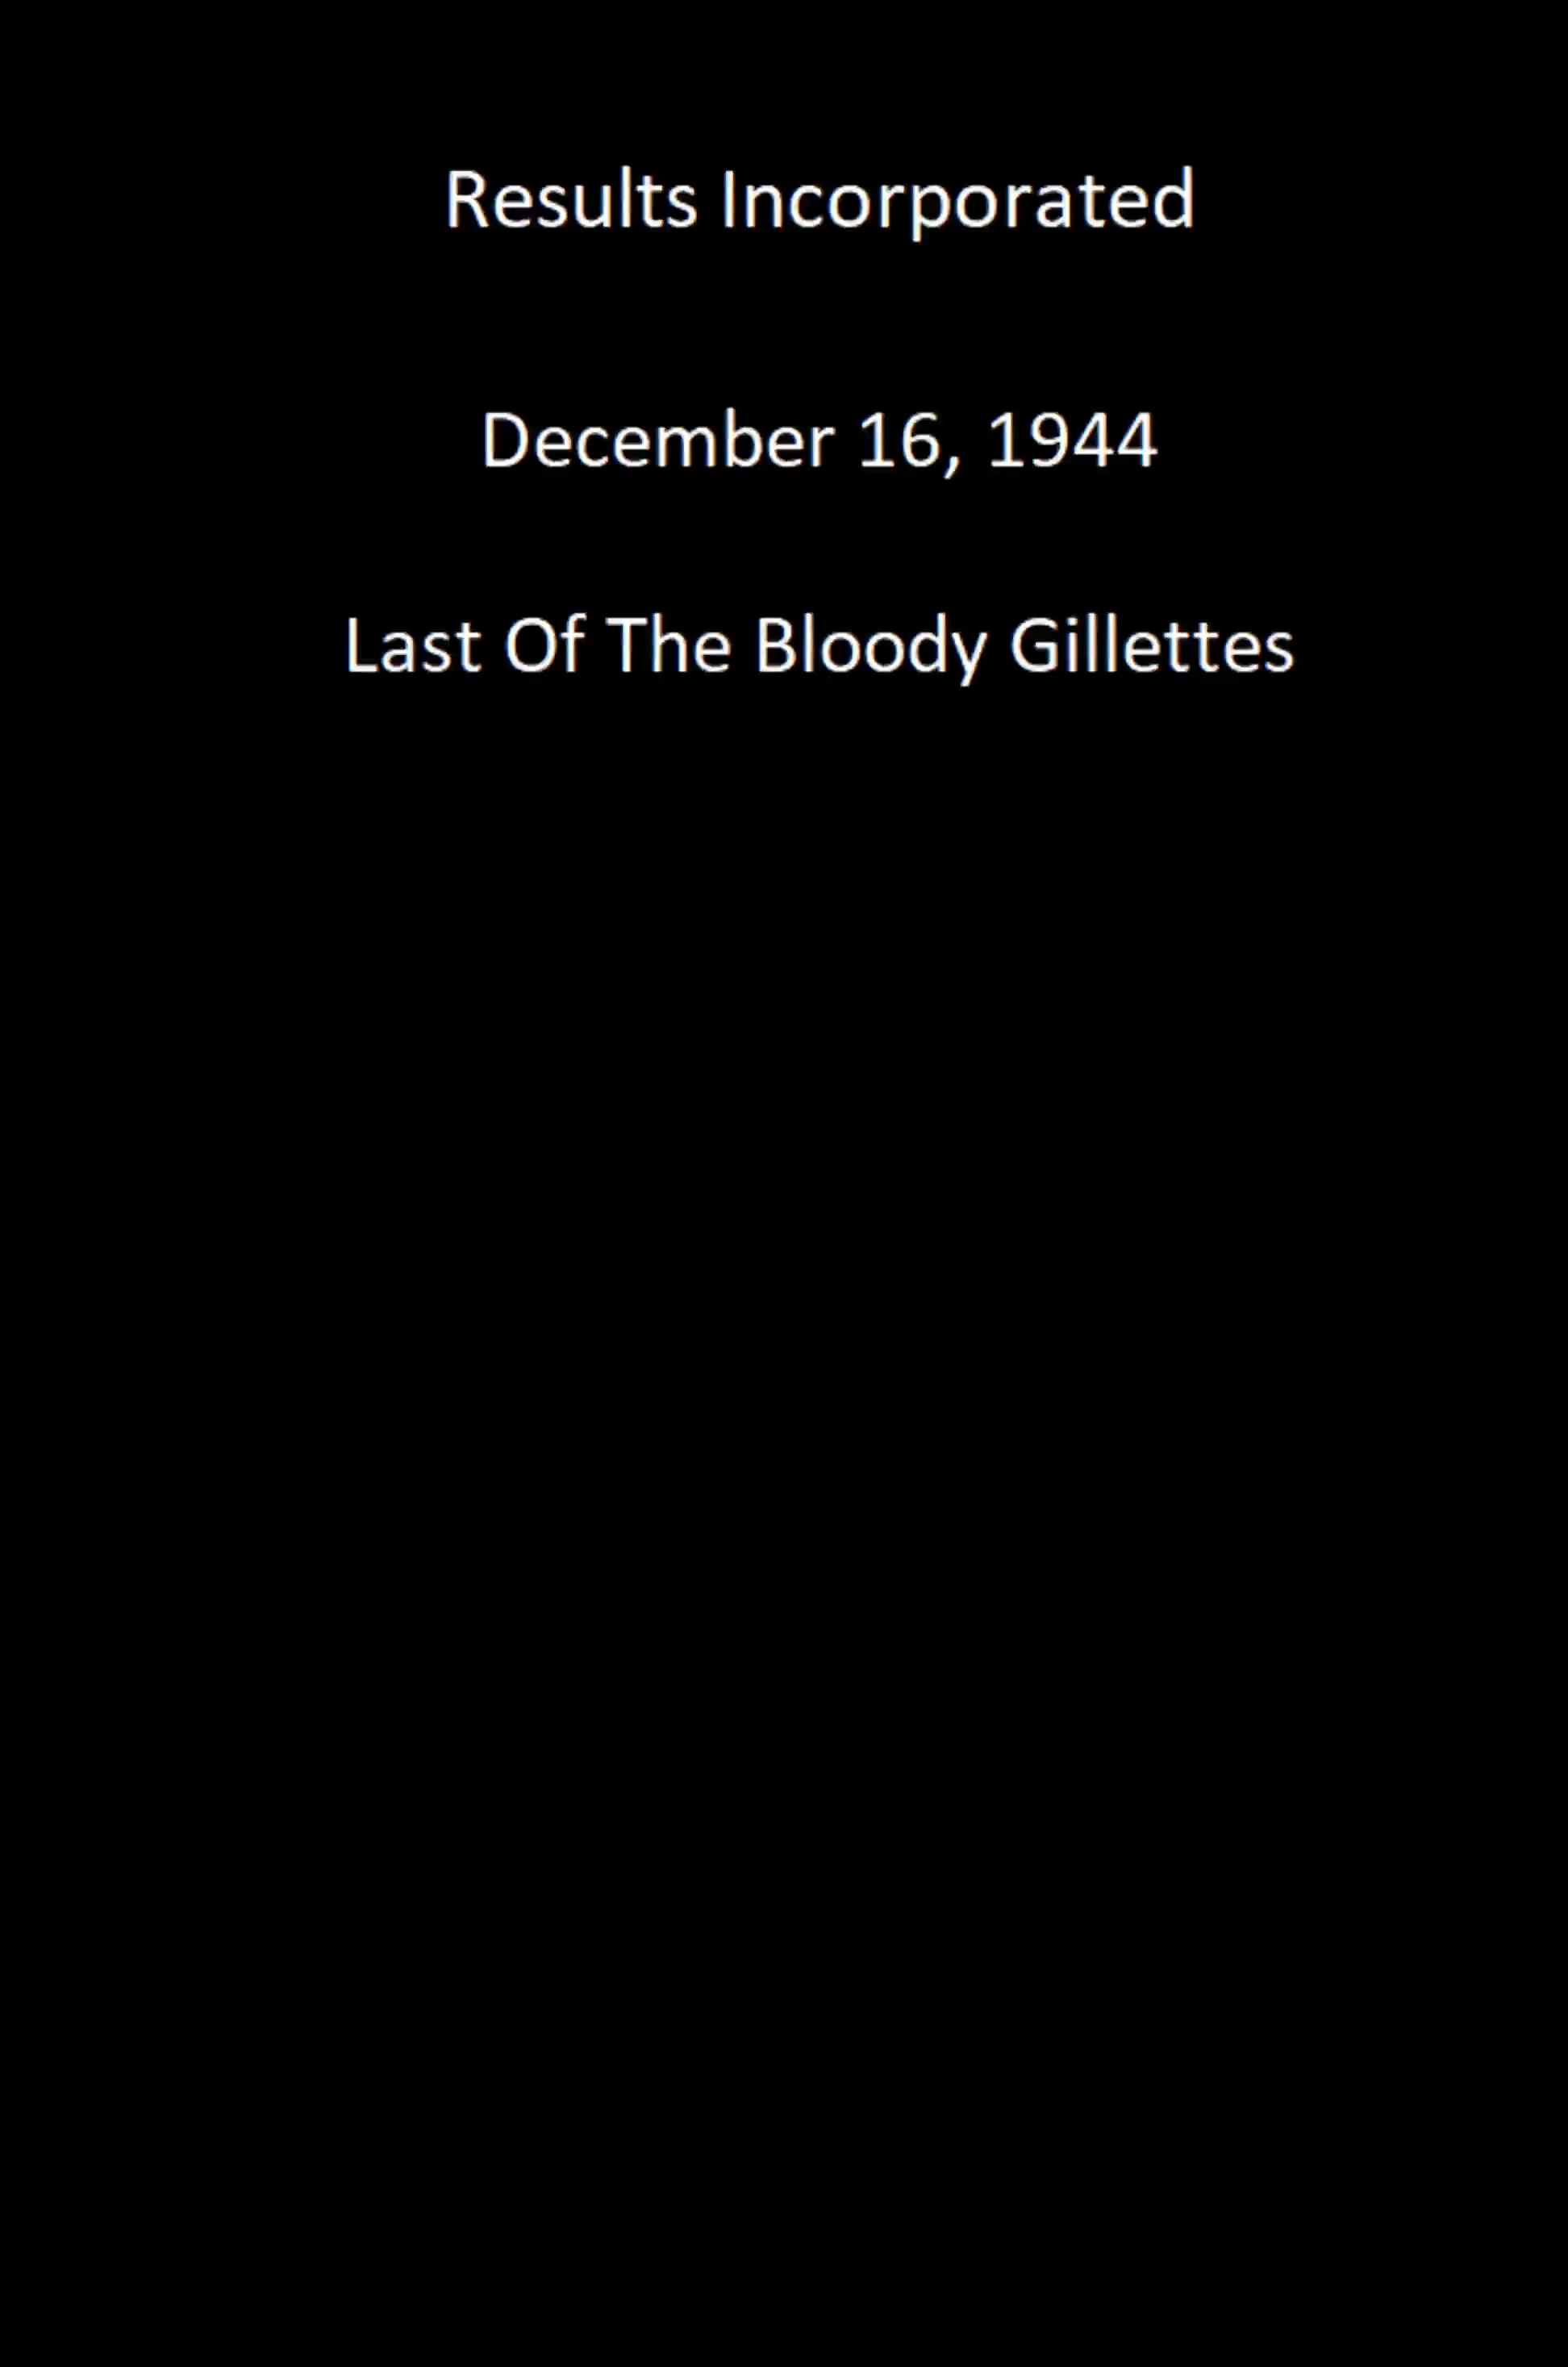 Results Incorporated
December 16, 1944
Last Of The Bloody Gillettes